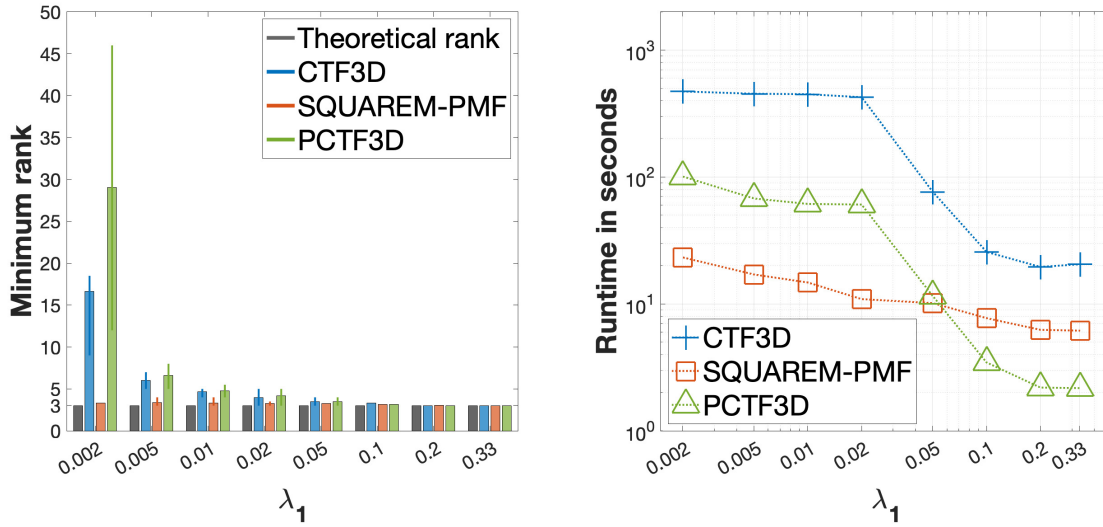 Minimum rank
50
45
40
35
30
25
20
15
10
5
3
0
Theoretical rank
CTF3D
SQUAREM-PMF
PCTF3D
0.002
0.005
0.01
0.02
0.05
0.1
0.2
0.33
λ₁
Runtime in seconds
10³
10²
10¹
10⁰
CTF3D
SQUAREM-PMF
PCTF3D
0.002
0.005
0.01
0.02
0.05
0.1
0.2
0.33
λ₁